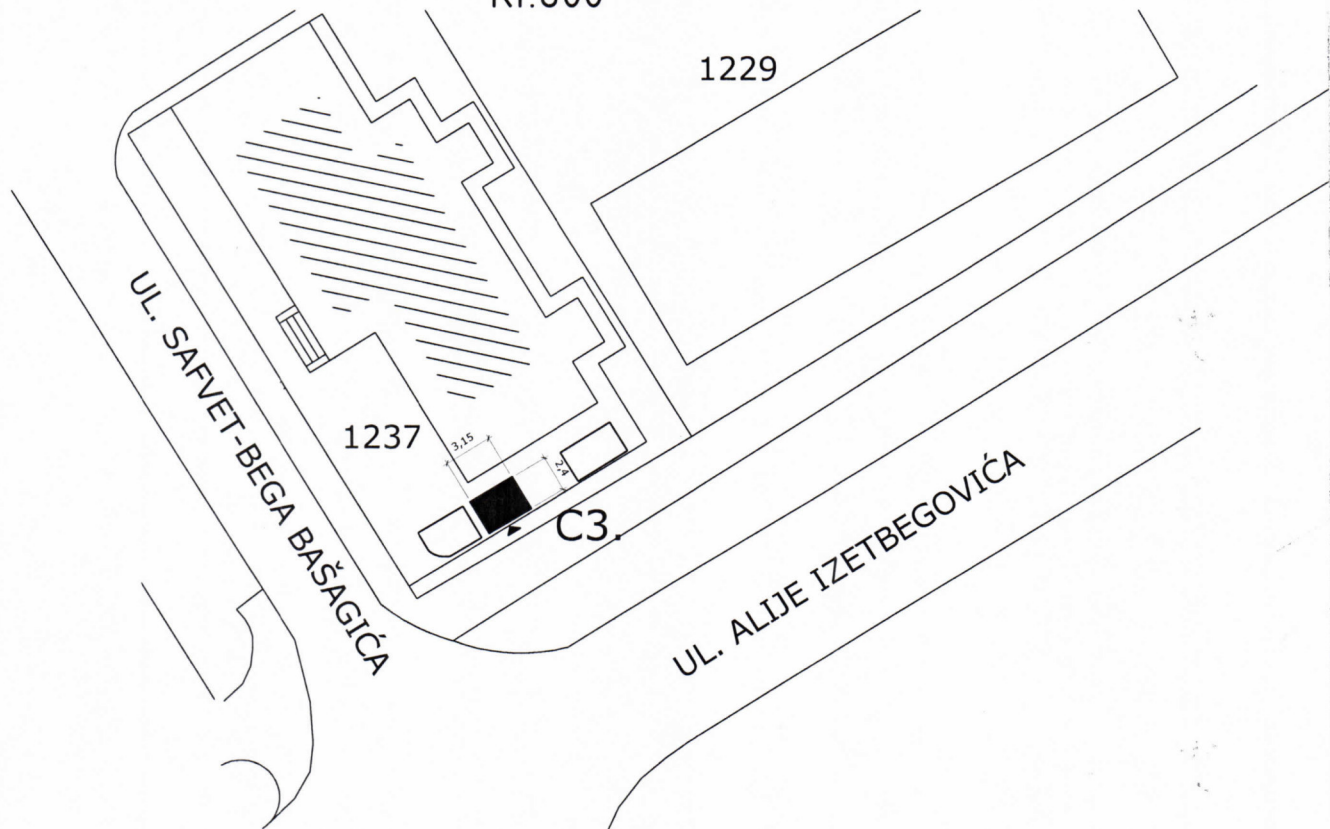 1229
UL. SAFVET-BEGA BAŠAGIĆA
1237
3,15
2,4
C3.
UL. ALIJE IZETBEGOVIĆA